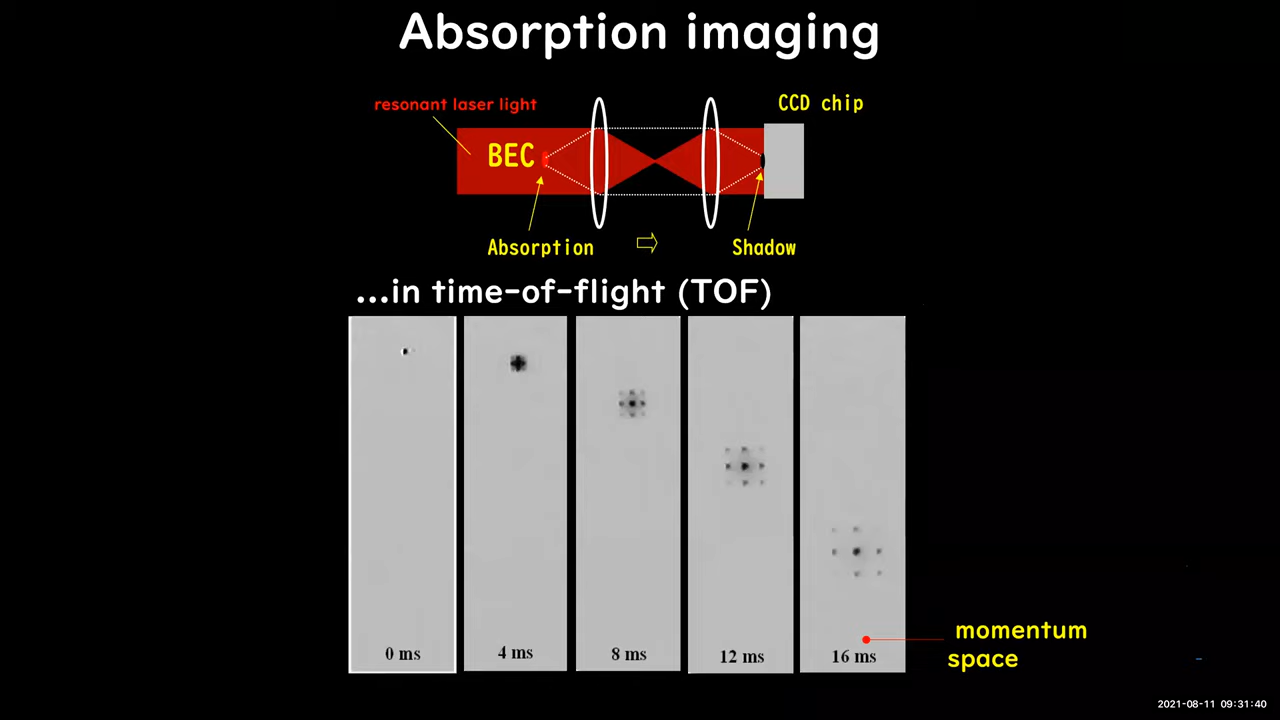 Absorption imaging
resonant laser light
CCD chip
BEC
Absorption
Shadow
...in time-of-flight (TOF)
0 ms
4 ms
8 ms
12 ms
16 ms
momentum
space
2021-08-11 09:31:40